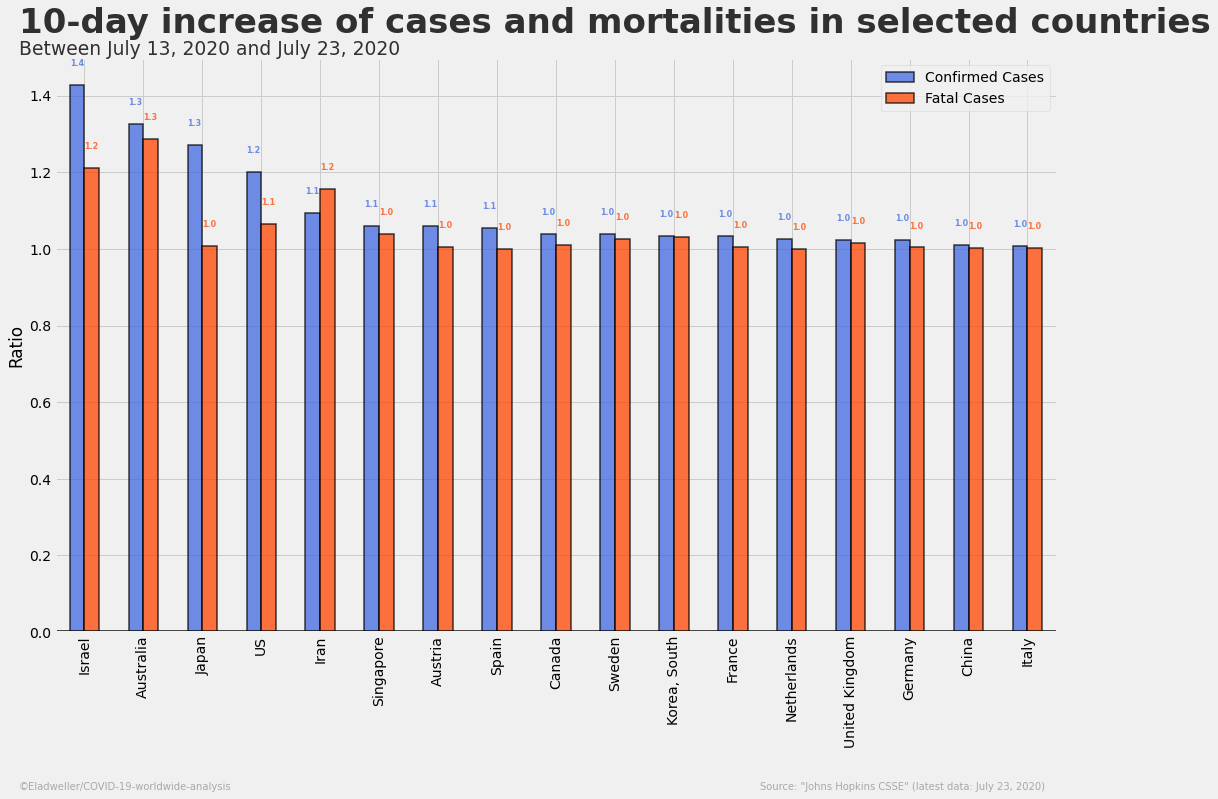 10-day increase of cases and mortalities in selected countries
Between July 13, 2020 and July 23, 2020
Confirmed Cases
Fatal Cases
Ratio
1.4
1.2
1.0
0.8
0.6
0.4
0.2
0.0
1.4 1.2
1.3 1.3
1.3 1.0
1.2 1.1
1.1 1.2
1.1 1.0
1.1 1.0
1.1 1.0
1.0 1.0
1.0 1.0
1.0 1.0
1.0 1.0
1.0 1.0
1.0 1.0
1.0 1.0
1.0 1.0
1.0 1.0
Israel
Australia
Japan
US
Iran
Singapore
Austria
Spain
Canada
Sweden
Korea, South
France
Netherlands
United Kingdom
Germany
China
Italy
©Eladweller/COVID-19-worldwide-analysis
Source: "Johns Hopkins CSSE" (latest data: July 23, 2020)